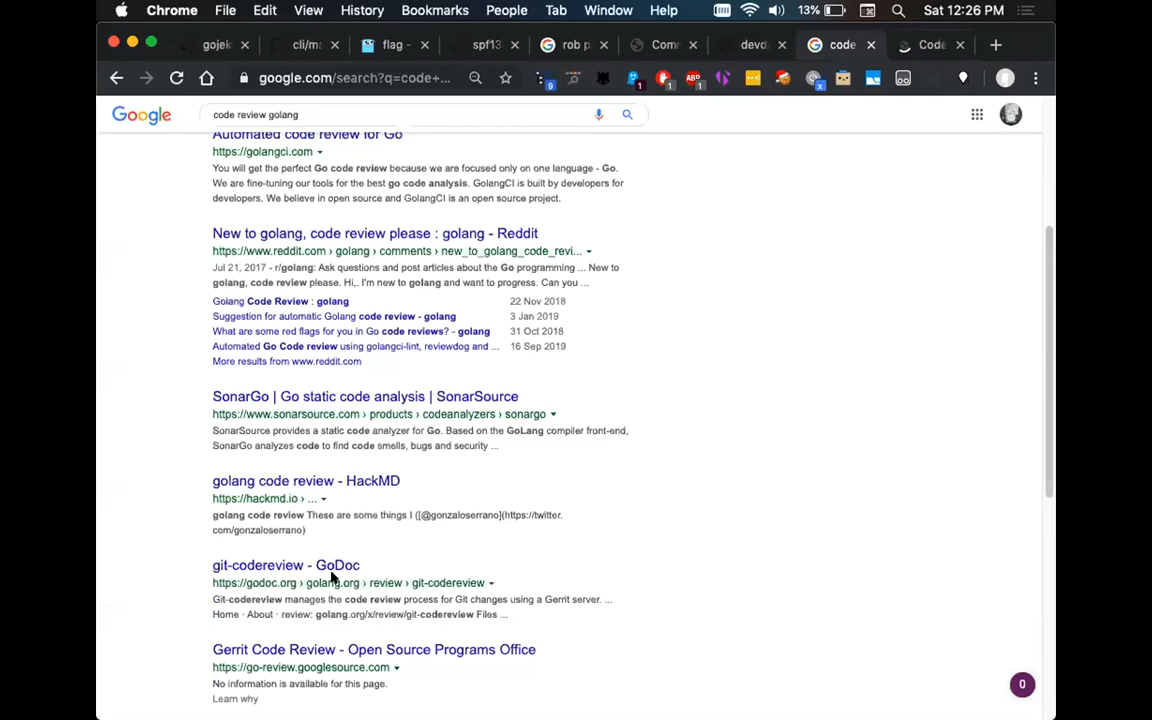 Chrome File Edit View History Bookmarks People Tab Window Help 13% Sat 12:26 PM
gojek cli/ma flag - spf13 rob p Comm devd code Code
google.com/search?q=code+...
9 1 ABP 1 x
Google code review golang
Automated code review for Go
https://golangci.com
You will get the perfect Go code review because we are focused only on one language - Go.
We are fine-tuning our tools for the best go code analysis. GolangCI is built by developers for
developers. We believe in open source and GolangCI is an open source project.
New to golang, code review please : golang - Reddit
https://www.reddit.com › golang › comments › new_to_golang_code_revi...
Jul 21, 2017 - r/golang: Ask questions and post articles about the Go programming ... New to
golang, code review please. Hi,. I'm new to golang and want to progress. Can you ...
Golang Code Review : golang 22 Nov 2018
Suggestion for automatic Golang code review - golang 3 Jan 2019
What are some red flags for you in Go code reviews? - golang 31 Oct 2018
Automated Go Code review using golangci-lint, reviewdog and ... 16 Sep 2019
More results from www.reddit.com
SonarGo | Go static code analysis | SonarSource
https://www.sonarsource.com › products › codeanalyzers › sonargo
SonarSource provides a static code analyzer for Go. Based on the GoLang compiler front-end,
SonarGo analyzes code to find code smells, bugs and security ...
golang code review - HackMD
https://hackmd.io › ...
golang code review These are some things I ([@gonzaloserrano](https://twitter.
com/gonzaloserrano)
git-codereview - GoDoc
https://godoc.org › golang.org › review › git-codereview
Git-codereview manages the code review process for Git changes using a Gerrit server. ...
Home · About · review: golang.org/x/review/git-codereview Files ...
Gerrit Code Review - Open Source Programs Office
https://go-review.googlesource.com
No information is available for this page.
Learn why
0